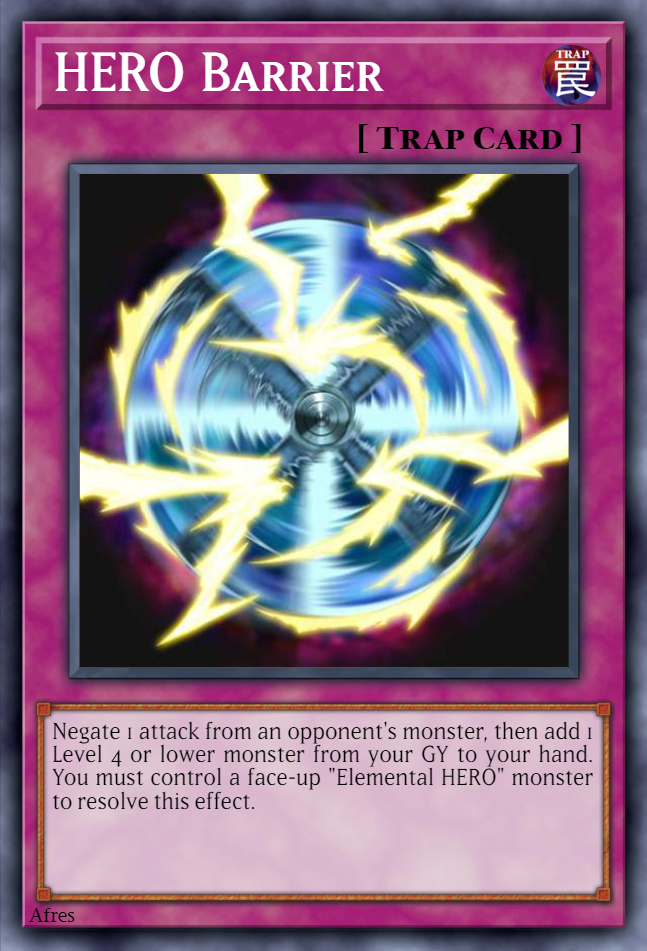 HERO Barrier
TRAP
罠
[ Trap Card ]
Negate 1 attack from an opponent's monster, then add 1
Level 4 or lower monster from your GY to your hand.
You must control a face-up "Elemental HERO" monster
to resolve this effect.
Afres